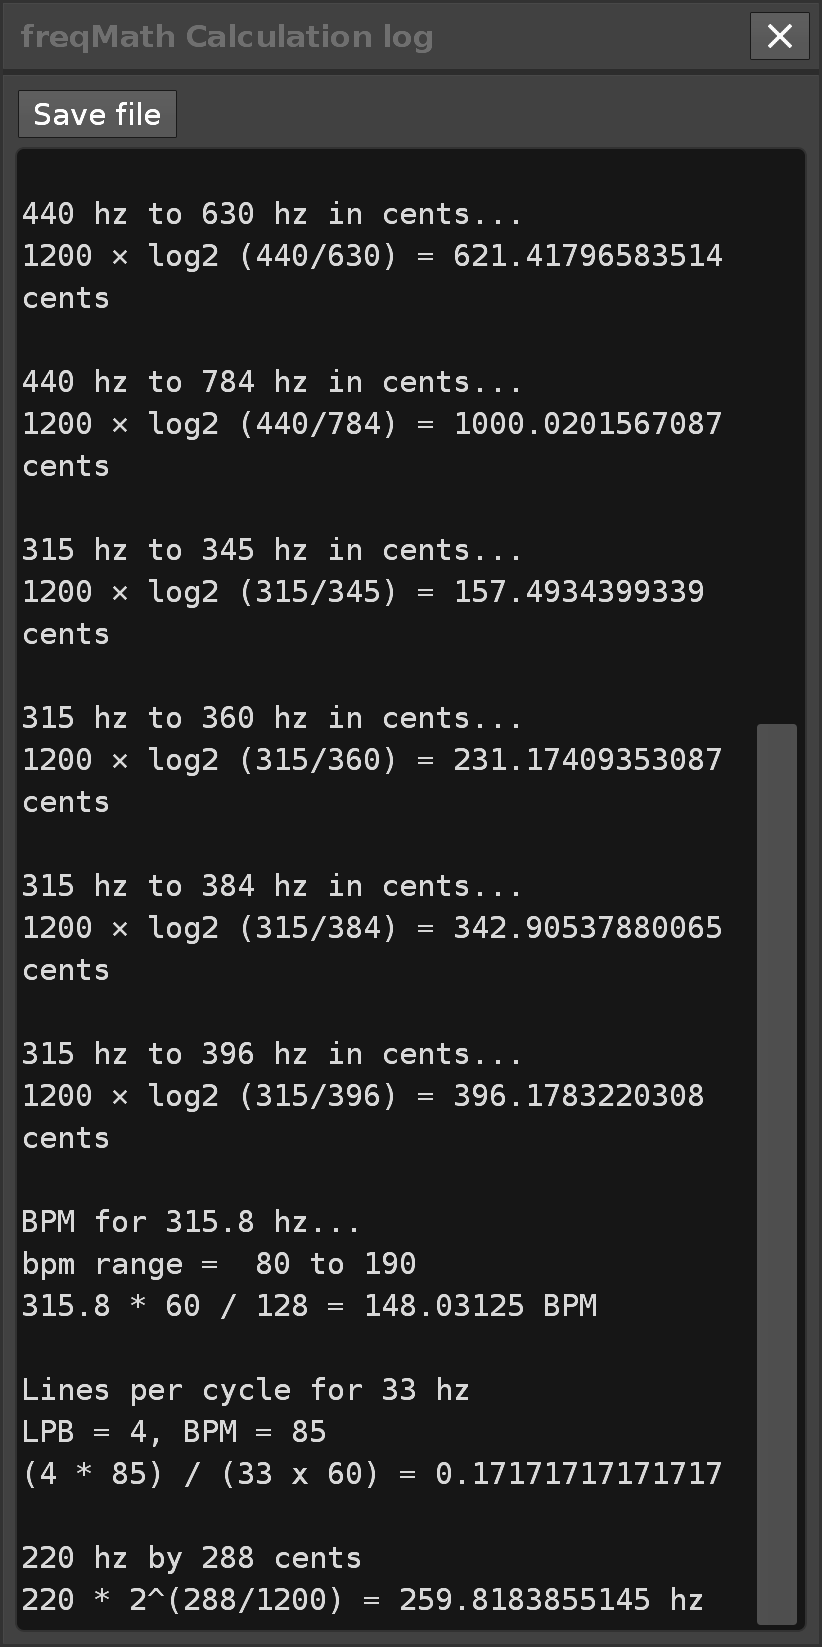 freqMath Calculation log
Save file
440 hz to 630 hz in cents...
1200 × log2 (440/630) = 621.41796583514
cents
440 hz to 784 hz in cents...
1200 × log2 (440/784) = 1000.0201567087
cents
315 hz to 345 hz in cents...
1200 × log2 (315/345) = 157.4934399339
cents
315 hz to 360 hz in cents...
1200 × log2 (315/360) = 231.17409353087
cents
315 hz to 384 hz in cents...
1200 × log2 (315/384) = 342.90537880065
cents
315 hz to 396 hz in cents...
1200 × log2 (315/396) = 396.1783220308
cents
BPM for 315.8 hz...
bpm range =  80 to 190
315.8 * 60 / 128 = 148.03125 BPM
Lines per cycle for 33 hz
LPB = 4, BPM = 85
(4 * 85) / (33 x 60) = 0.17171717171717
220 hz by 288 cents
220 * 2^(288/1200) = 259.8183855145 hz